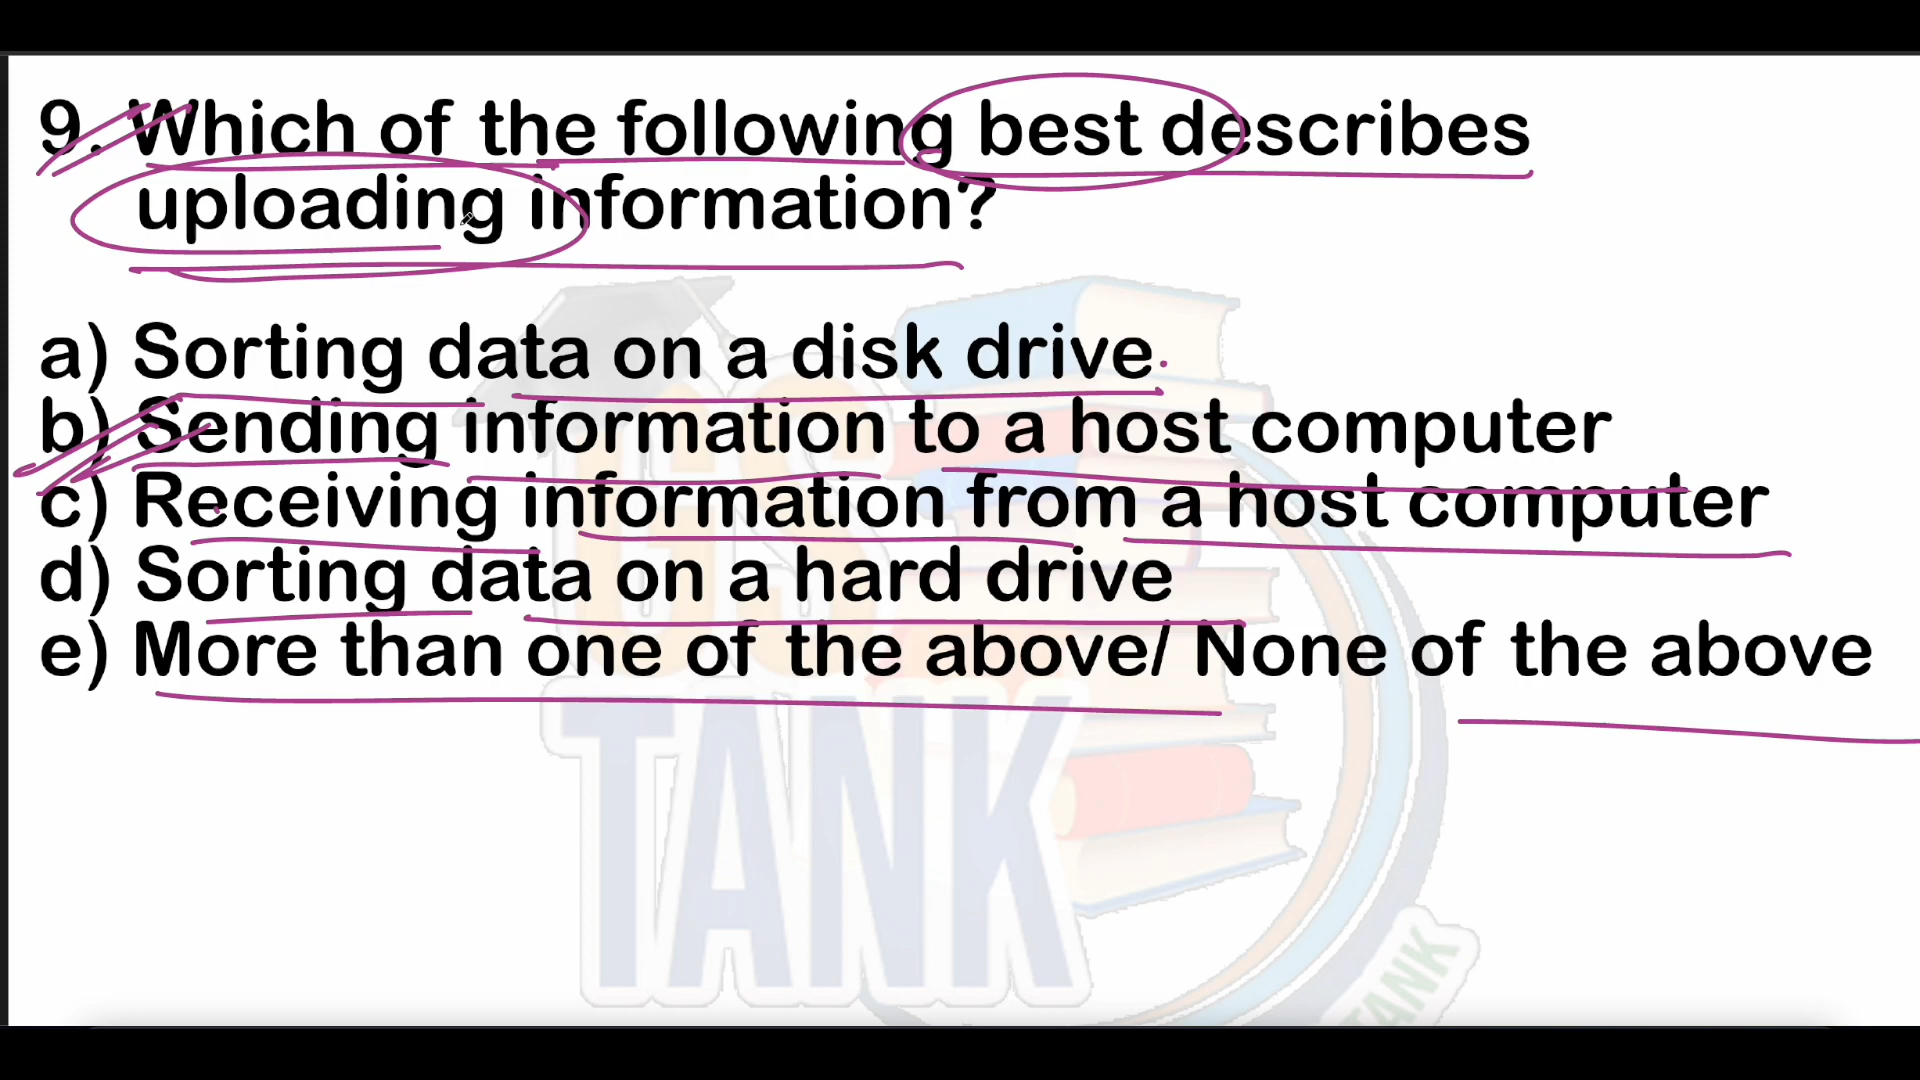 9. Which of the following best describes
uploading information?
a) Sorting data on a disk drive
b) Sending information to a host computer
c) Receiving information from a host computer
d) Sorting data on a hard drive
e) More than one of the above/ None of the above
GS
TANK
TANK